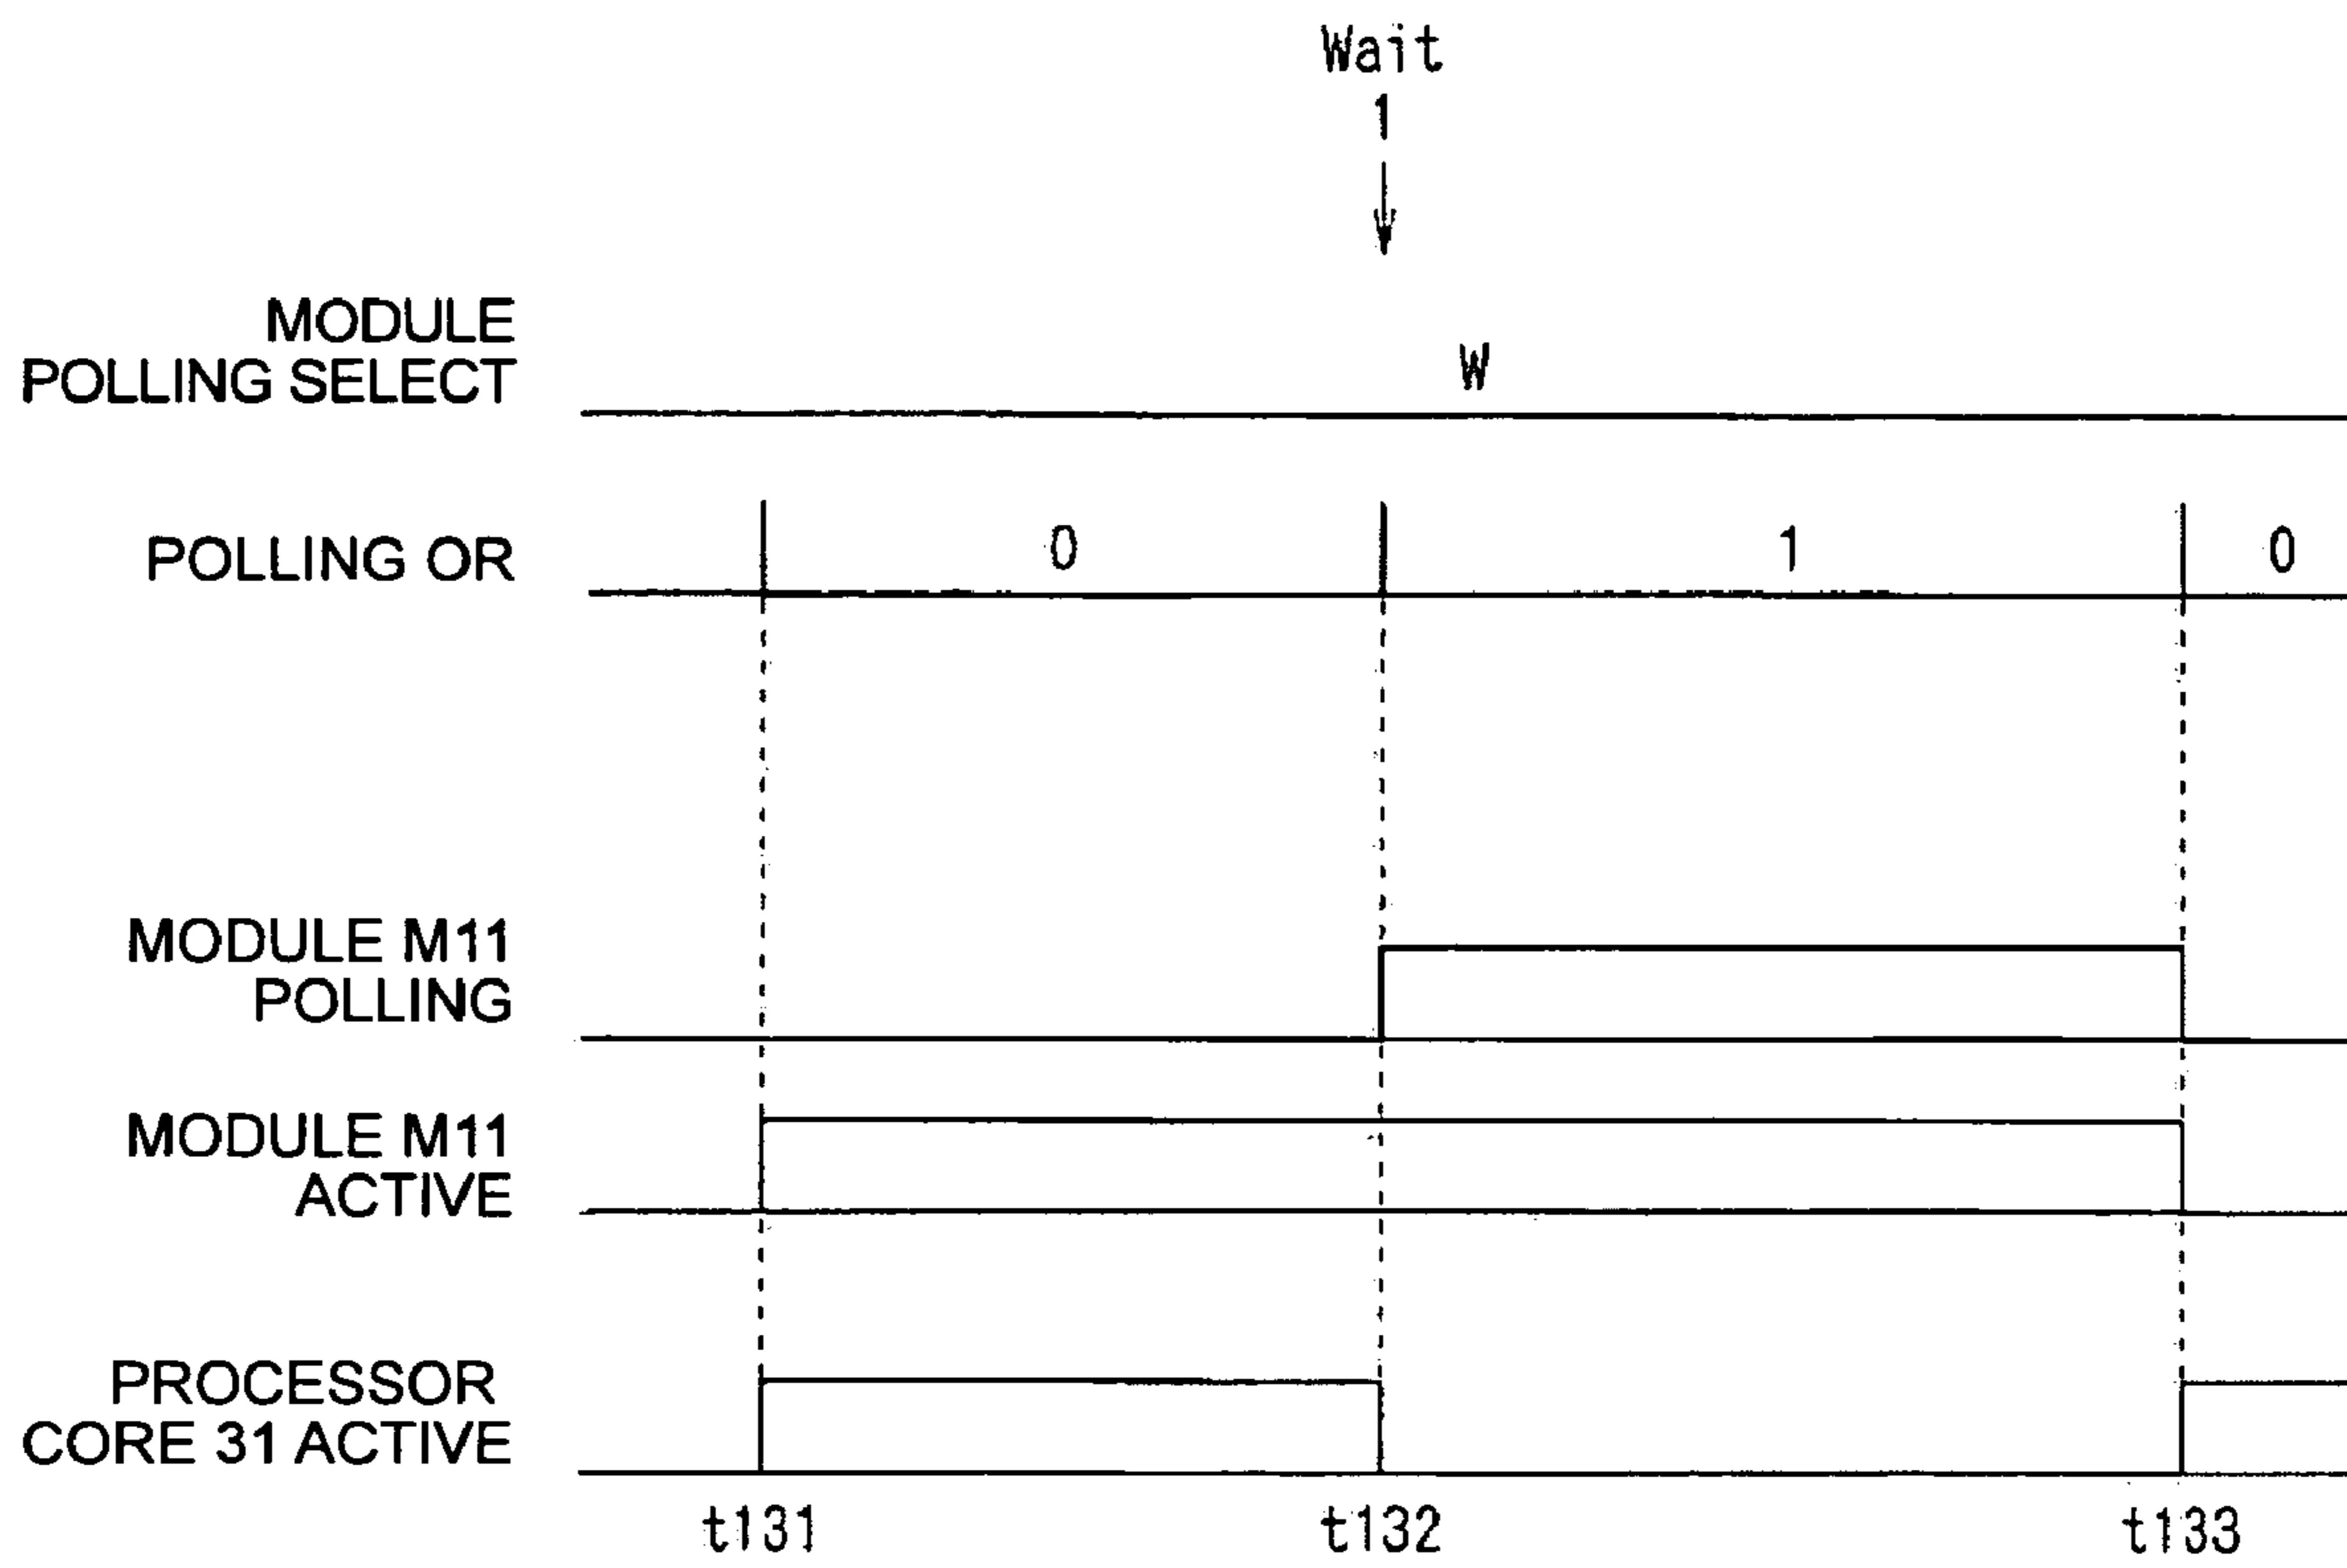 Wait
1
MODULE
POLLING SELECT
W
POLLING OR
0
1
0
MODULE M11
POLLING
MODULE M11
ACTIVE
PROCESSOR
CORE 31 ACTIVE
t131
t132
t133